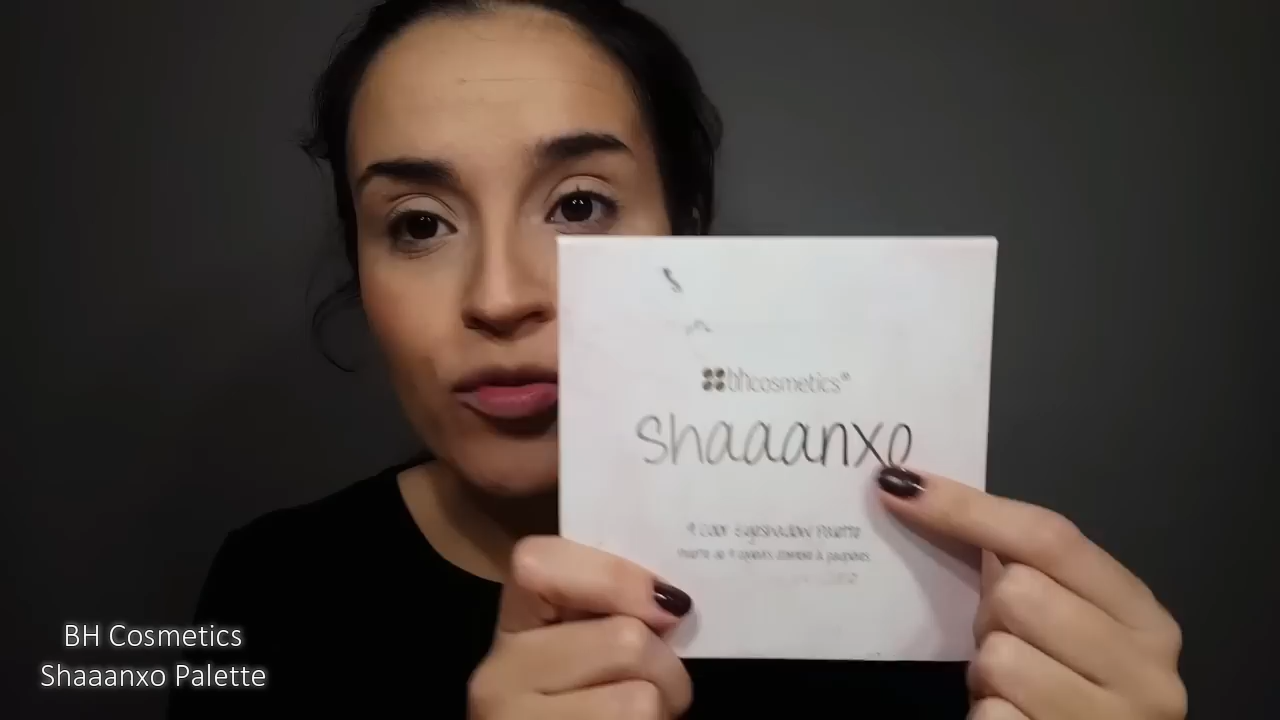 bhcosmetics®
shaaanxo
9 Color Eyeshadow Palette
BH Cosmetics
Shaaanxo Palette